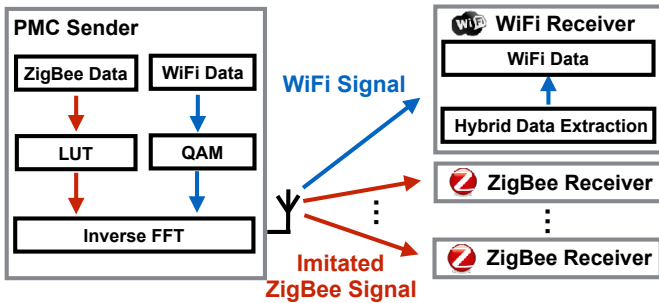 PMC Sender
ZigBee Data
WiFi Data
LUT
QAM
Inverse FFT
WiFi Signal
Imitated
ZigBee Signal
WiFi
WiFi Receiver
WiFi Data
Hybrid Data Extraction
Z ZigBee Receiver
Z ZigBee Receiver